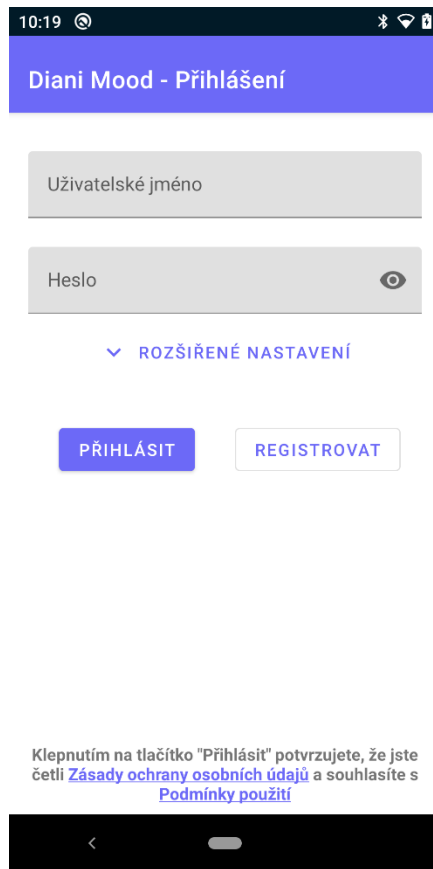 10:19
Diani Mood - Přihlášení
Uživatelské jméno
Heslo
ROZŠIŘENÉ NASTAVENÍ
PŘIHLÁSIT
REGISTROVAT
Klepnutím na tlačítko "Přihlásit" potvrzujete, že jste
četli Zásady ochrany osobních údajů a souhlasíte s
Podmínky použití